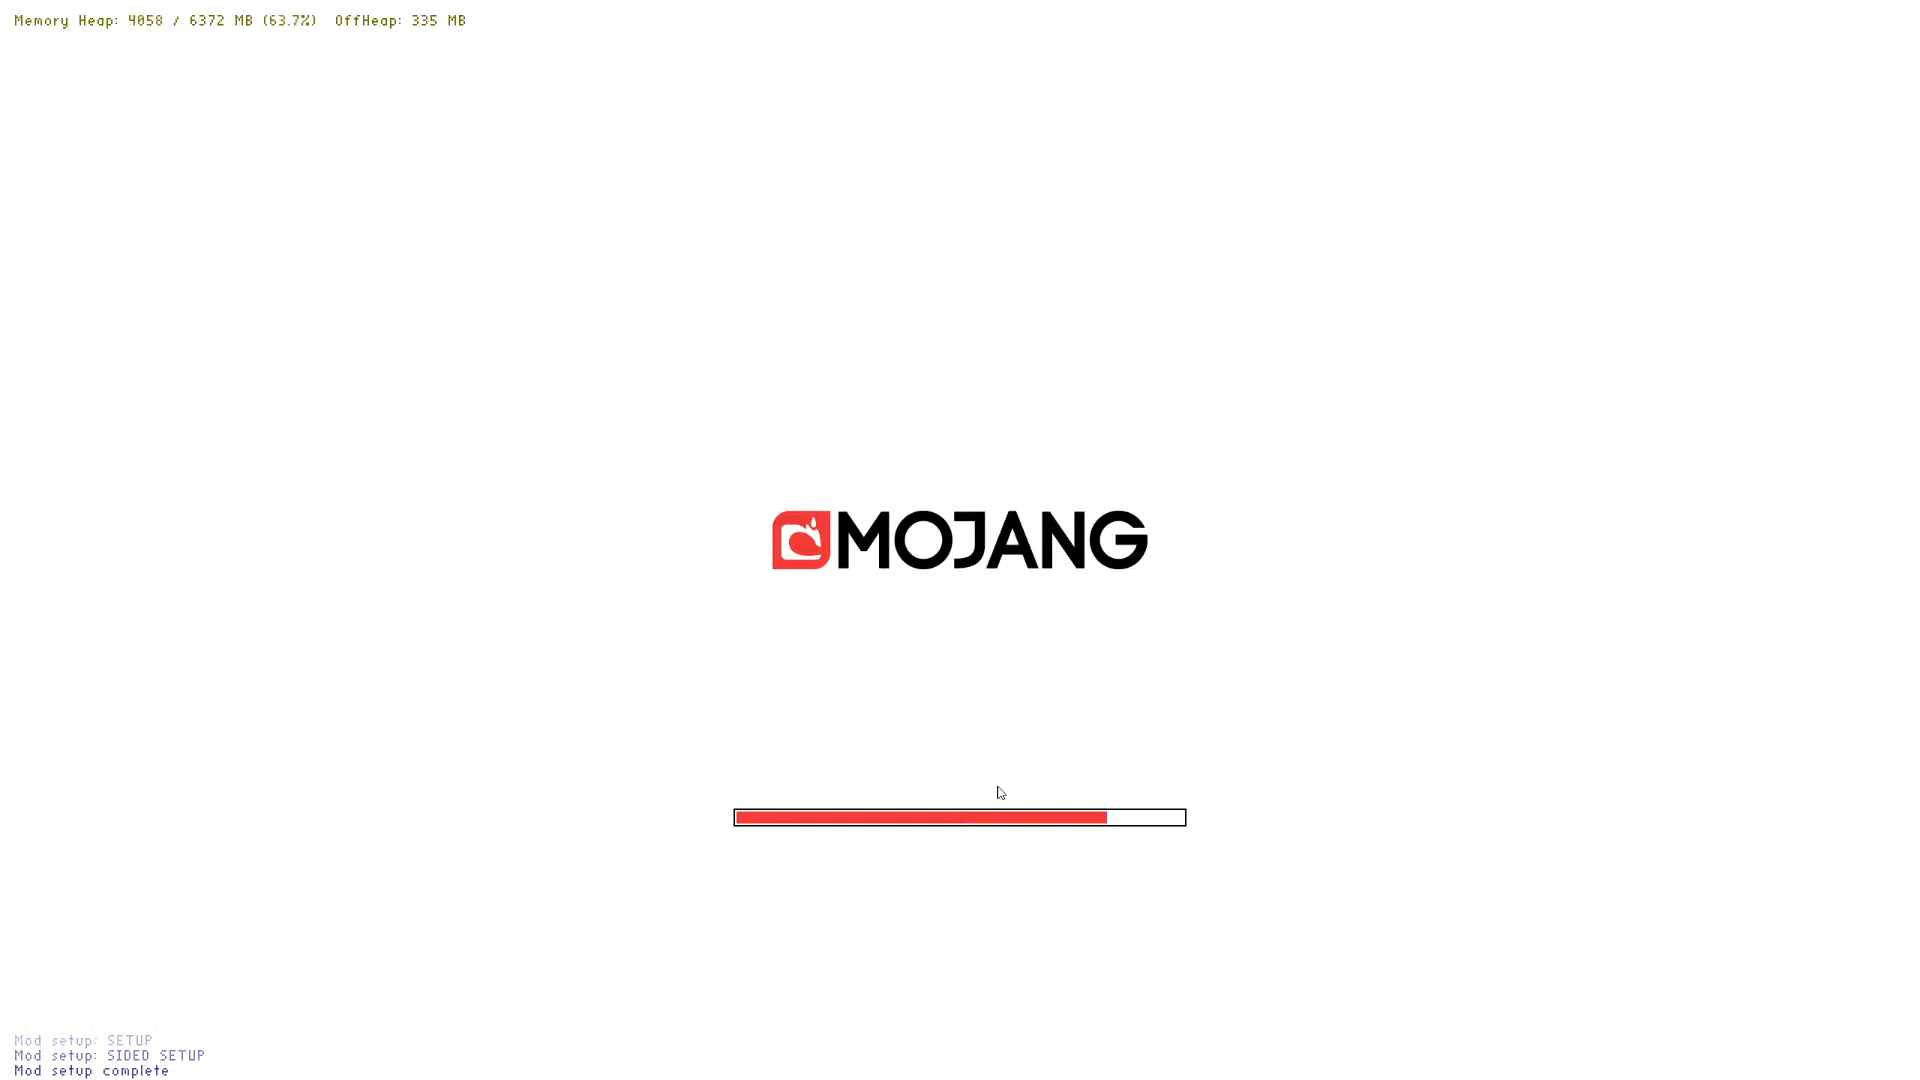 Memory Heap: 4058 / 6372 MB (63.7%)  OffHeap: 335 MB
MOJANG
Mod setup: SETUP
Mod setup: SIDED SETUP
Mod setup complete